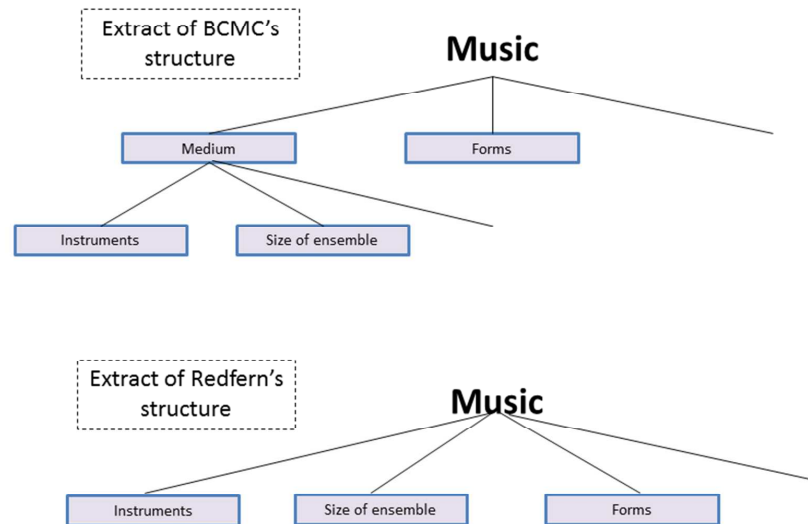 Extract of BCMC’s
structure
Music
Medium
Forms
Instruments
Size of ensemble
Extract of Redfern’s
structure
Music
Instruments
Size of ensemble
Forms